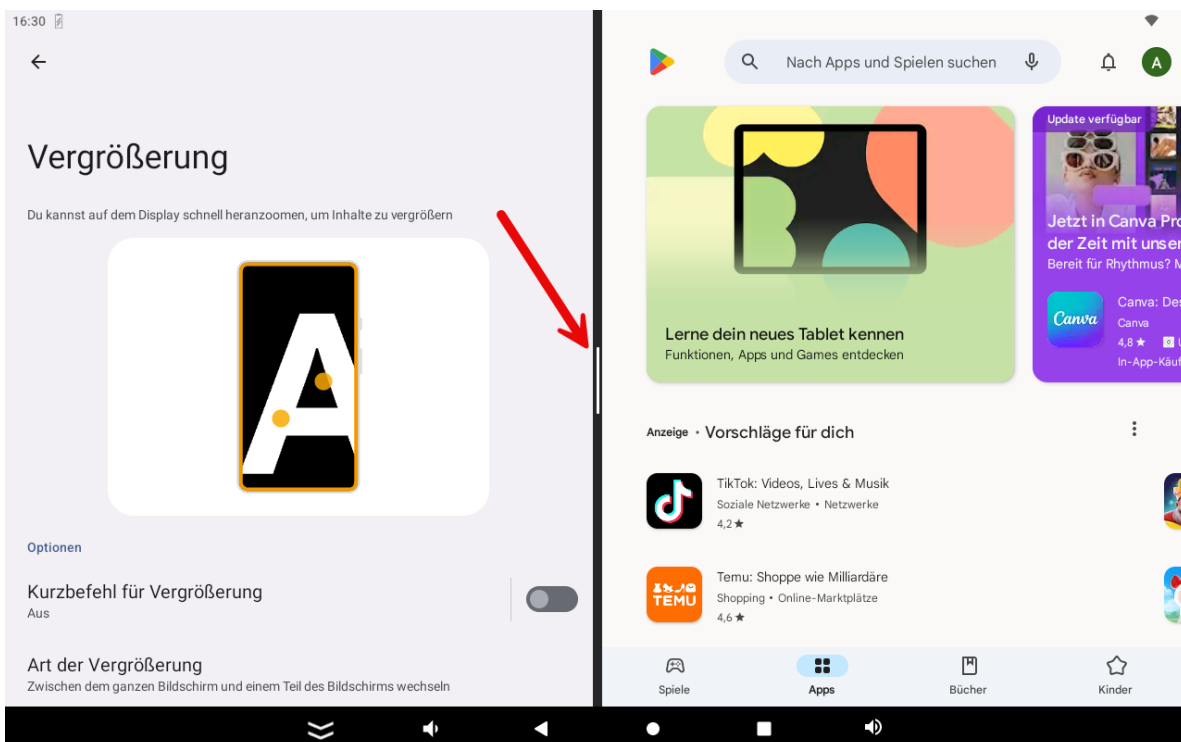 16:30
Vergrößerung
Du kannst auf dem Display schnell heranzoomen, um Inhalte zu vergrößern
A
Optionen
Kurzbefehl für Vergrößerung
Aus
Art der Vergrößerung
Zwischen dem ganzen Bildschirm und einem Teil des Bildschirms wechseln
Nach Apps und Spielen suchen
A
Lerne dein neues Tablet kennen
Funktionen, Apps und Games entdecken
Update verfügbar
Jetzt in Canva Pro
der Zeit mit unser
Bereit für Rhythmus? M
Canva
Canva: Des
Canva
4,8 ★
In-App-Käuf
Anzeige • Vorschläge für dich
TikTok: Videos, Lives & Musik
Soziale Netzwerke • Netzwerke
4,2 ★
TEMU
Temu: Shoppe wie Milliardäre
Shopping • Online-Marktplätze
4,6 ★
Spiele
Apps
Bücher
Kinder